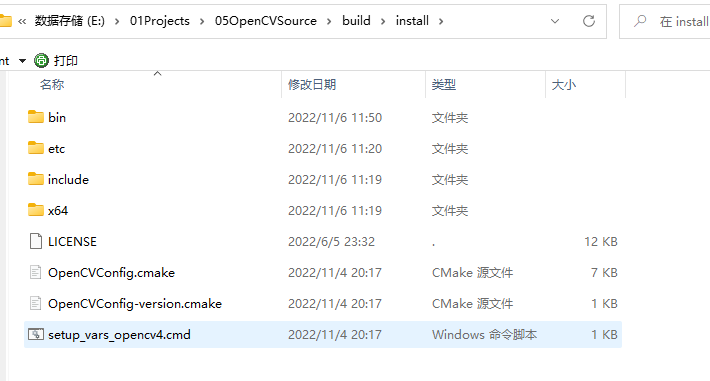 « 数据存储 (E:) > 01Projects > 05OpenCVSource > build > install > 在 install
nt 打印
名称 修改日期 类型 大小
bin 2022/11/6 11:50 文件夹
etc 2022/11/6 11:20 文件夹
include 2022/11/6 11:19 文件夹
x64 2022/11/6 11:19 文件夹
LICENSE 2022/6/5 23:32 . 12 KB
OpenCVConfig.cmake 2022/11/4 20:17 CMake 源文件 7 KB
OpenCVConfig-version.cmake 2022/11/4 20:17 CMake 源文件 1 KB
setup_vars_opencv4.cmd 2022/11/4 20:17 Windows 命令脚本 1 KB